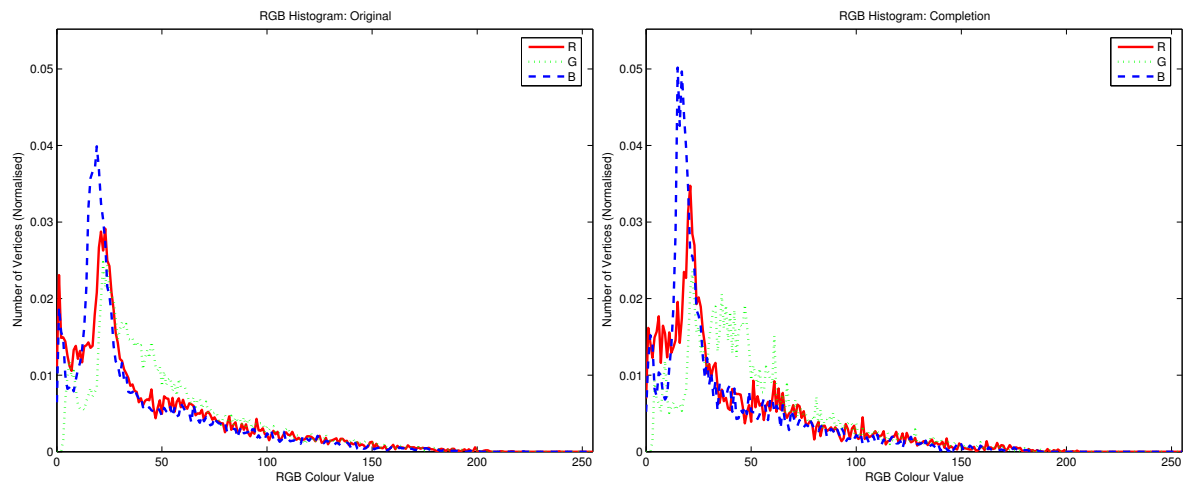 RGB Histogram: Original
R
G
B
Number of Vertices (Normalised)
0.05
0.04
0.03
0.02
0.01
0
0 50 100 150 200 250
RGB Colour Value
RGB Histogram: Completion
R
G
B
Number of Vertices (Normalised)
0.05
0.04
0.03
0.02
0.01
0
0 50 100 150 200 250
RGB Colour Value